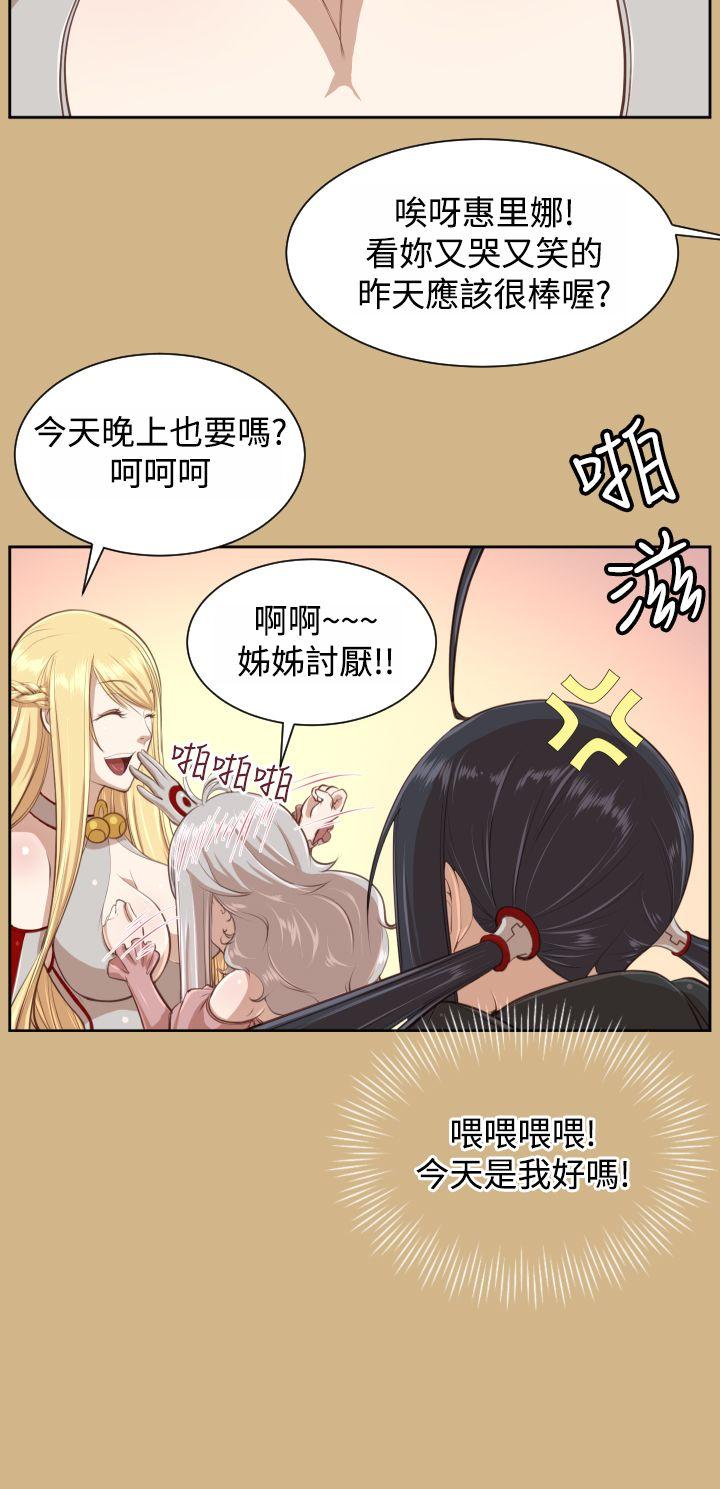 唉呀惠里娜!
看妳又哭又笑的
昨天應該很棒喔?
今天晚上也要嗎?
呵呵呵
啪
滋
啊啊~~~
姊姊討厭!!
啪啪啪
喂喂喂喂!
今天是我好嗎!